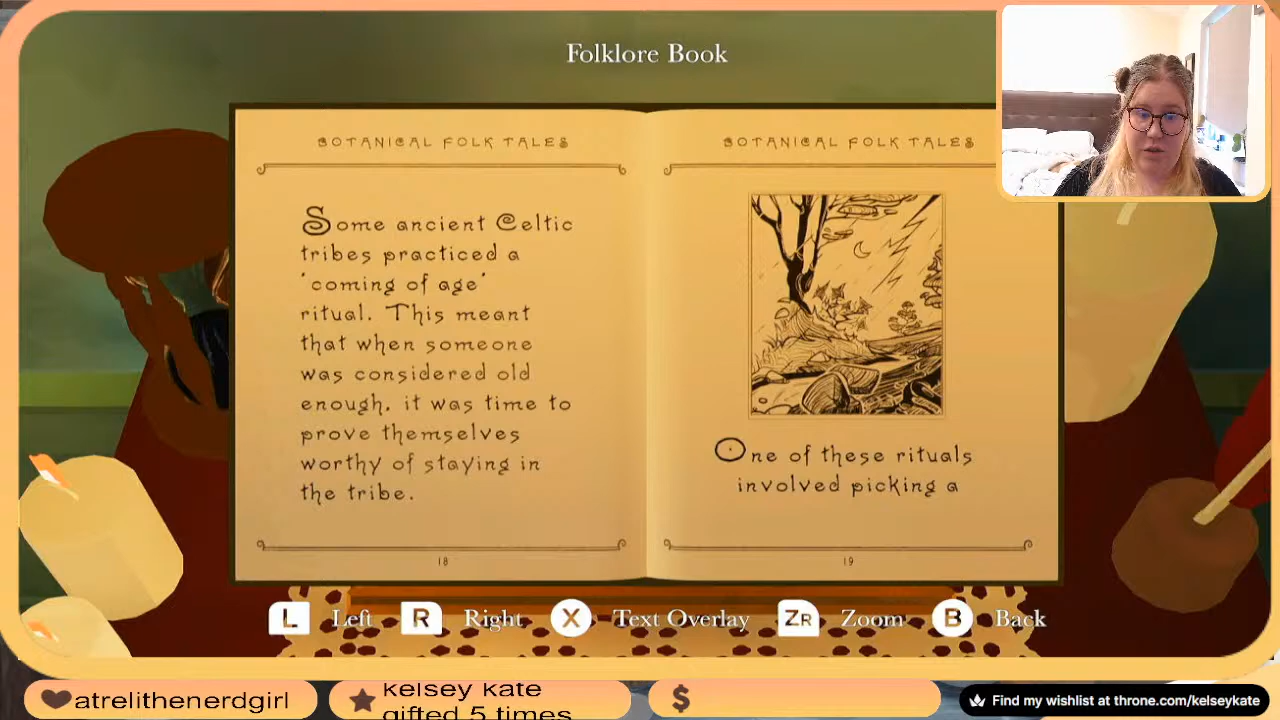 Folklore Book
BOTANICAL FOLK TALES
Some ancient Celtic
tribes practiced a
'coming of age'
ritual. This meant
that when someone
was considered old
enough, it was time to
prove themselves
worthy of staying in
the tribe.
18
BOTANICAL FOLK TALES
One of these rituals
involved picking a
19
L Left R Right X Text Overlay ZR Zoom B Back
atrelithenerdgirl
kelsey kate
gifted 5 times
$
Find my wishlist at throne.com/kelseykate